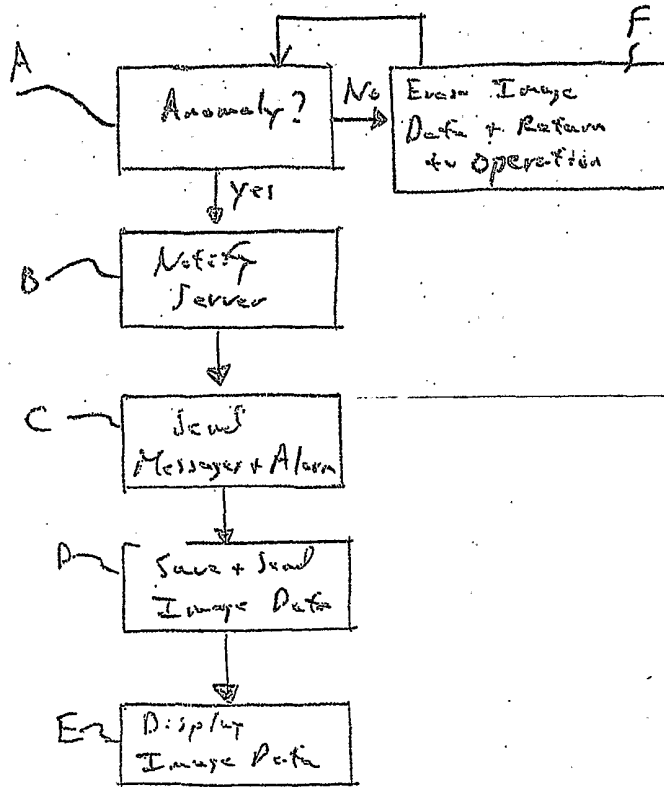 F
A
Anomaly?
No
Erase Image
Data + Return
to operation
yes
B
Notify
Server
C
Send
Messages + Alarm
D
Save + Send
Image Data
E
Display
Image Data